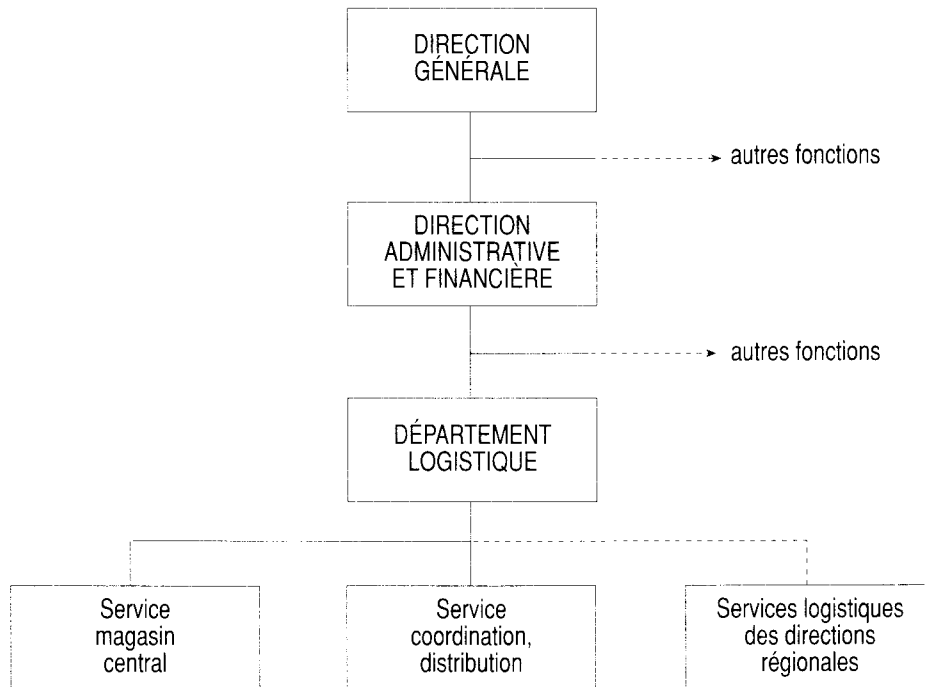 DIRECTION
GÉNÉRALE
autres fonctions
DIRECTION
ADMINISTRATIVE
ET FINANCIÈRE
autres fonctions
DÉPARTEMENT
LOGISTIQUE
Service
magasin
central
Service
coordination,
distribution
Services logistiques
des directions
régionales